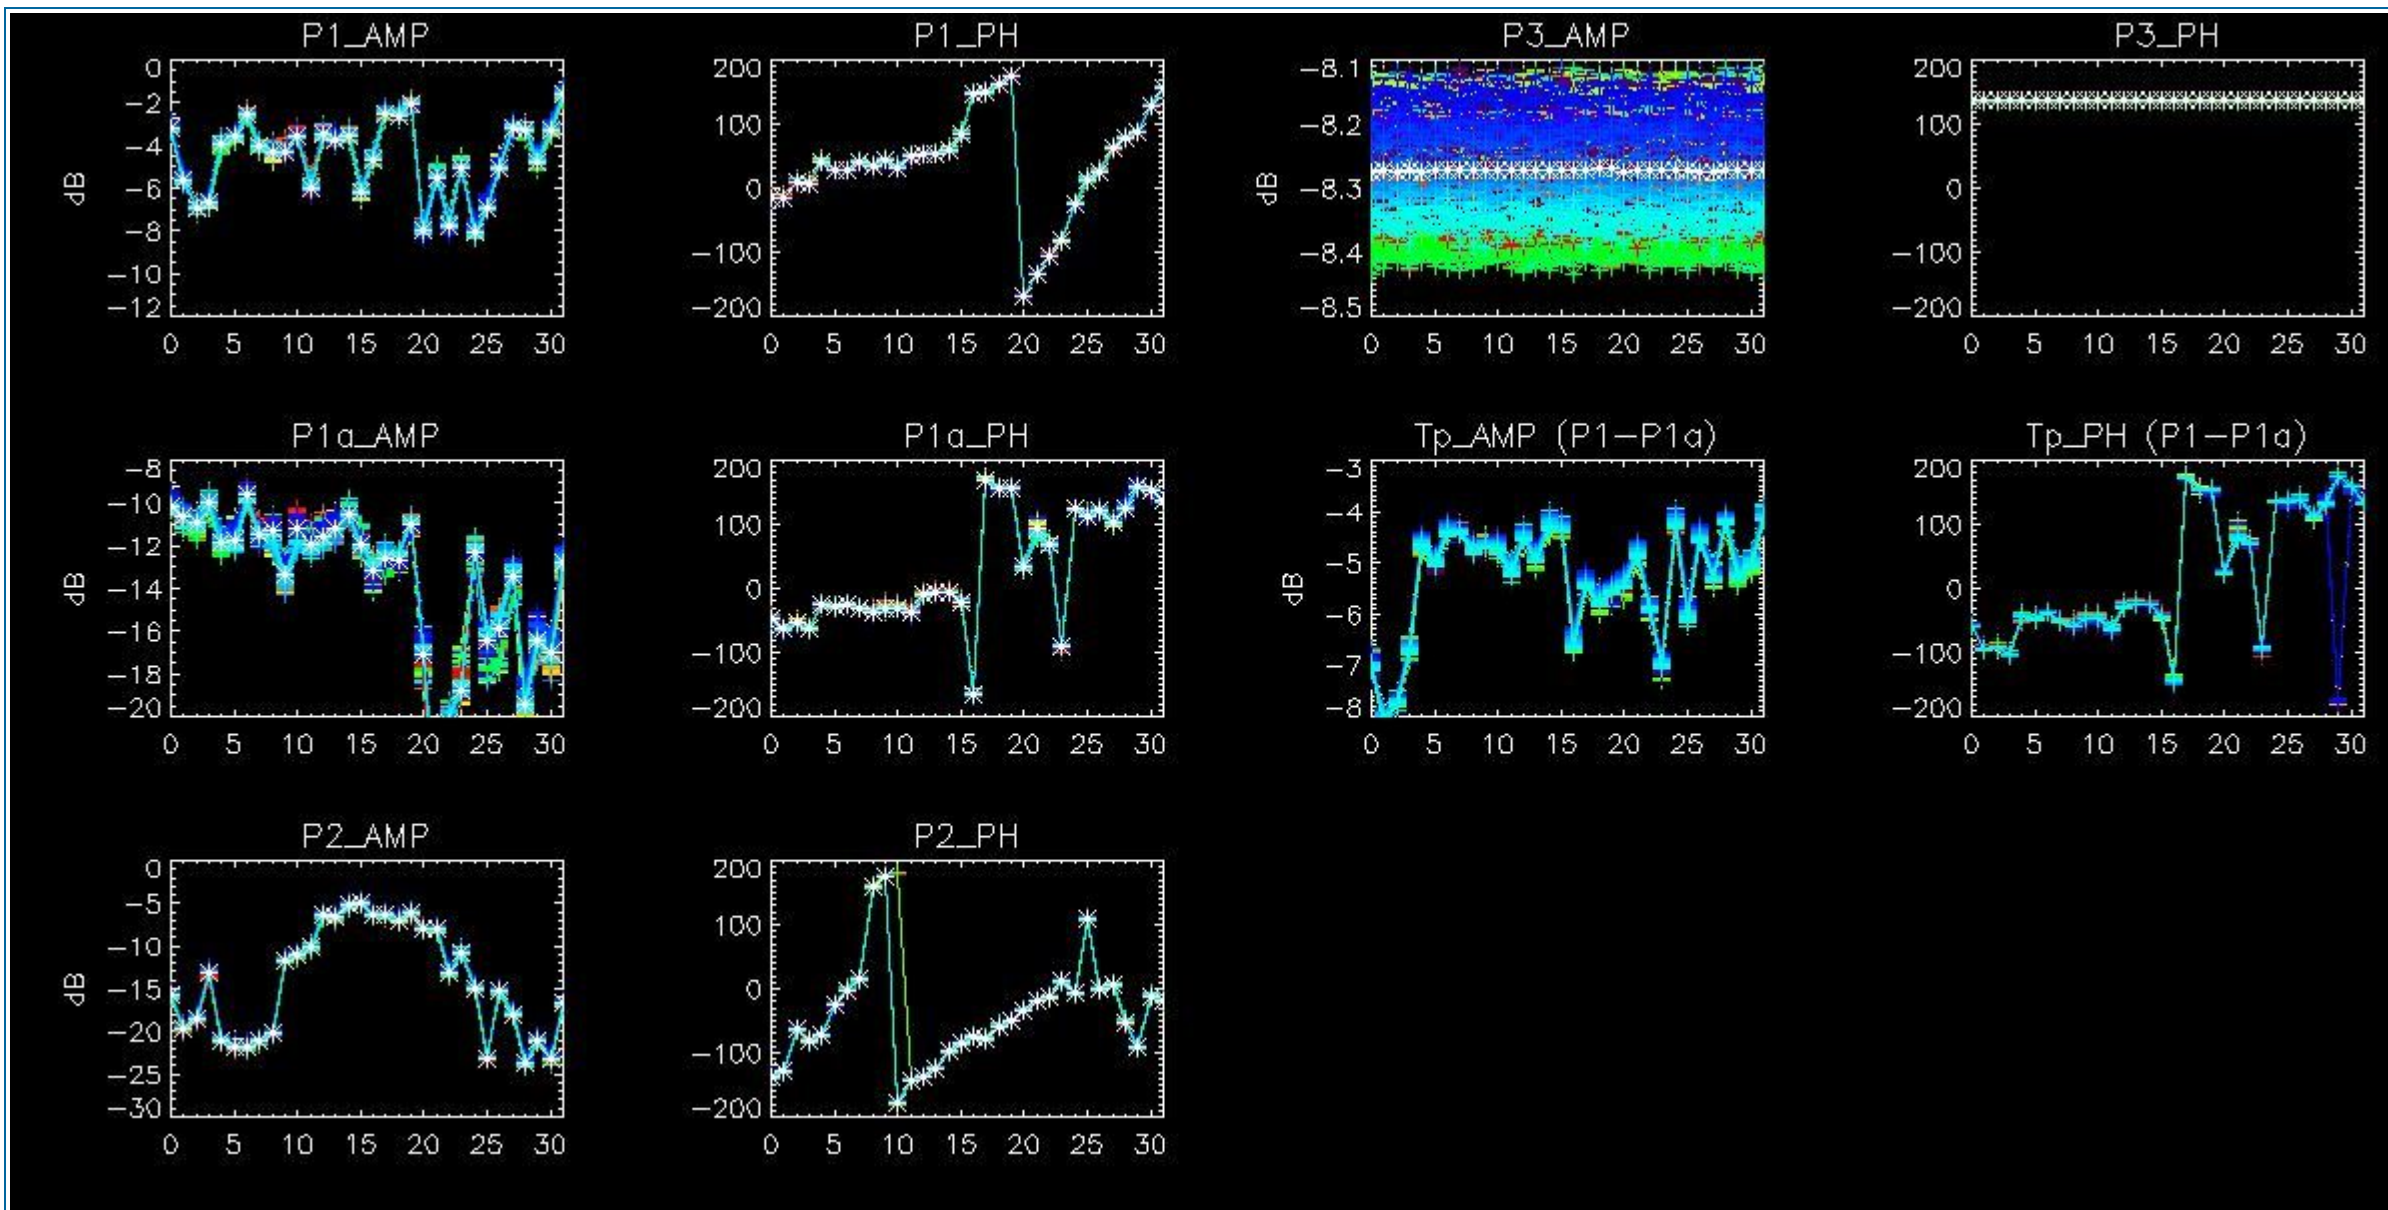 P1_AMP
0
−2
−4
−6
−8
−10
−12
dB
0 5 10 15 20 25 30
P1_PH
200
100
0
−100
−200
0 5 10 15 20 25 30
P3_AMP
−8.1
−8.2
−8.3
−8.4
−8.5
dB
0 5 10 15 20 25 30
P3_PH
200
100
0
−100
−200
0 5 10 15 20 25 30
P1a_AMP
−8
−10
−12
−14
−16
−18
−20
dB
0 5 10 15 20 25 30
P1a_PH
200
100
0
−100
−200
0 5 10 15 20 25 30
Tp_AMP (P1−P1a)
−3
−4
−5
−6
−7
−8
dB
0 5 10 15 20 25 30
Tp_PH (P1−P1a)
200
100
0
−100
−200
0 5 10 15 20 25 30
P2_AMP
0
−5
−10
−15
−20
−25
−30
dB
0 5 10 15 20 25 30
P2_PH
200
100
0
−100
−200
0 5 10 15 20 25 30